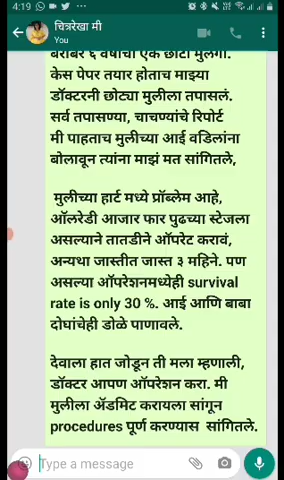 4:19
चित्ररेखा मी
You
बरोबर ६ वर्षाची एक छोटी मुलगी.
केस पेपर तयार होताच माझ्या
डॉक्टरनी छोट्या मुलीला तपासलं.
सर्व तपासण्या, चाचण्यांचे रिपोर्ट
मी पाहताच मुलीच्या आई वडिलांना
बोलावून त्यांना माझं मत सांगितले,
मुलीच्या हार्ट मध्ये प्रॉब्लेम आहे,
ऑलरेडी आजार फार पुढच्या स्टेजला
असल्याने तातडीने ऑपरेट करावं,
अन्यथा जास्तीत जास्त ३ महिने. पण
असल्या ऑपरेशनमध्येही survival
rate is only 30 %. आई आणि बाबा
दोघांचेही डोळे पाणावले.
देवाला हात जोडून ती मला म्हणाली,
डॉक्टर आपण ऑपरेशन करा. मी
मुलीला ॲडमिट करायला सांगून
procedures पूर्ण करण्यास सांगितले.
Type a message